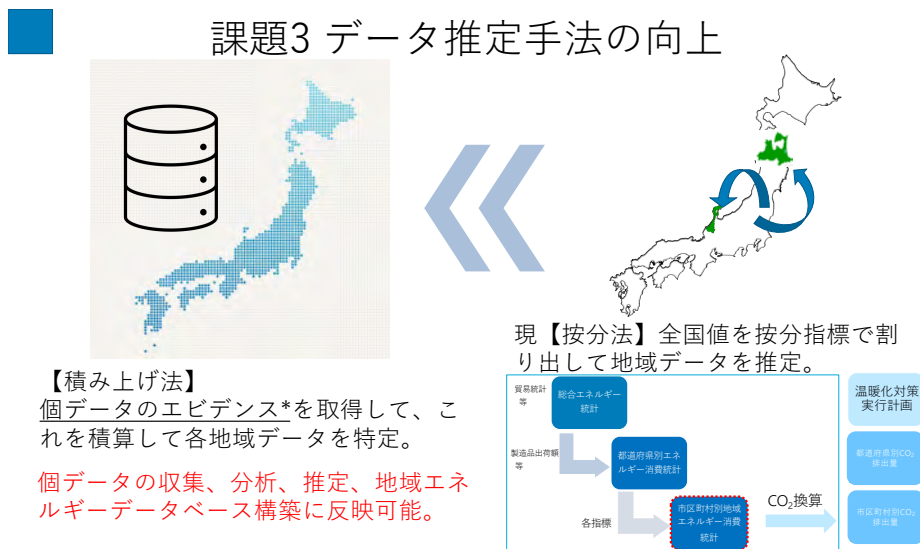 課題3 データ推定手法の向上
【積み上げ法】
個データのエビデンス*を取得して、こ
れを積算して各地域データを特定。
個データの収集、分析、推定、地域エネ
ルギーデータベース構築に反映可能。
現【按分法】全国値を按分指標で割
り出して地域データを推定。
貿易統計
等
総合エネルギー
統計
製造品出荷額
等
都道府県別エネ
ルギー消費統計
各指標
市区町村別地域
エネルギー消費
統計
CO₂換算
温暖化対策
実行計画
都道府県別CO₂
排出量
市区町村別CO₂
排出量